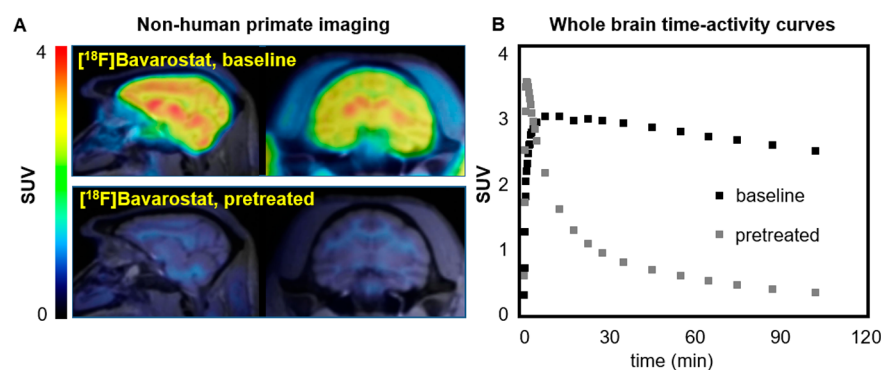 A
Non-human primate imaging
4
SUV
0
[¹⁸F]Bavarostat, baseline
[¹⁸F]Bavarostat, pretreated
B
Whole brain time-activity curves
4
3
2
1
0
SUV
baseline
pretreated
0
30
60
90
120
time (min)